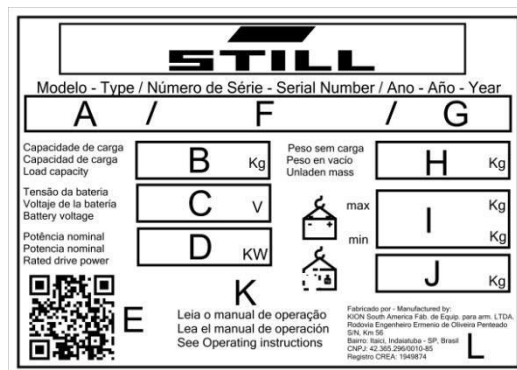 STILL
Modelo - Type / Número de Série - Serial Number / Ano - Año - Year
A / F / G
Capacidade de carga
Capacidad de carga
Load capacity
B Kg
Peso sem carga
Peso en vacío
Unladen mass
H Kg
Tensão da bateria
Voltaje de la batería
Battery voltage
C V
max
Kg
I
min
Kg
Potência nominal
Potencia nominal
Rated drive power
D KW
J Kg
E
K
Leia o manual de operação
Lea el manual de operación
See Operating instructions
Fabricado por - Manufactured by:
KION South America Fáb. de Equip. para arm. LTDA.
Rodovia Engenheiro Ermenio de Oliveira Penteado
S/N, Km 56
Bairro: Itaici, Indaiatuba - SP, Brasil
CNPJ: 42.365.296/0010-85
Registro CREA: 1949874
L